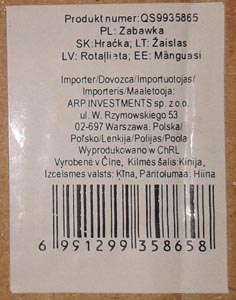 Produkt numer:QS9935865
PL: Zabawka
SK:Hračka; LT: Žaislas
LV: Rotaļlieta; EE: Mänguasi
Importer/Dovozca/Importuotojas/
Importeris/Maaletooja:
ARP INVESTMENTS sp. z o.o.
ul. W. Rzymowskiego 53
02-697 Warszawa. Polska/
Poľsko/Lenkija/Polijas/Poola
Wyprodukowano w ChRL
Vyrobené v Číne, Kilmės šalis:Kinija,
Izcelsmes valsts: Ķīna, Päritolumaa: Hiina
6 991299 358658